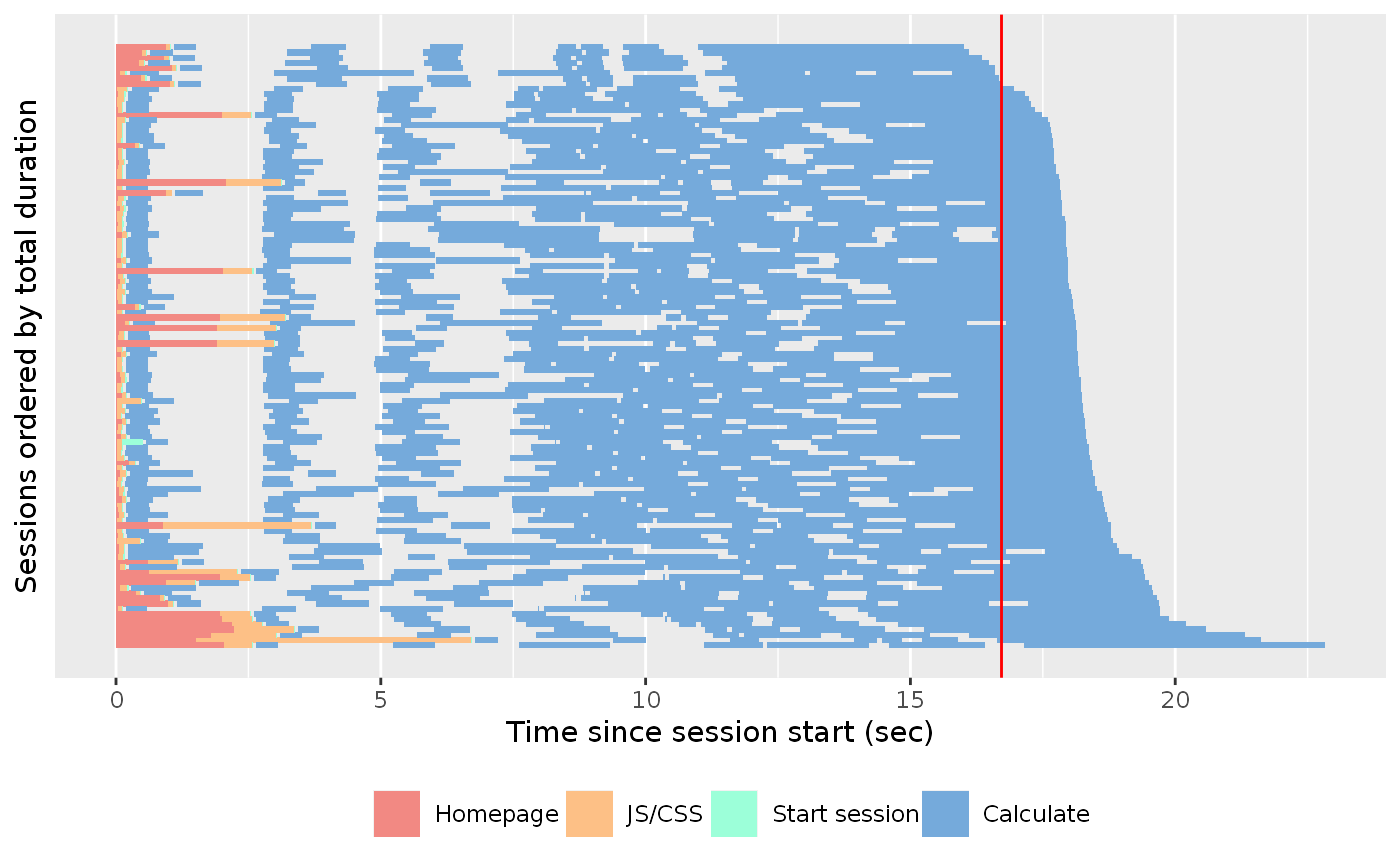 Sessions ordered by total duration
0 5 10 15 20
Time since session start (sec)
Homepage JS/CSS Start session Calculate